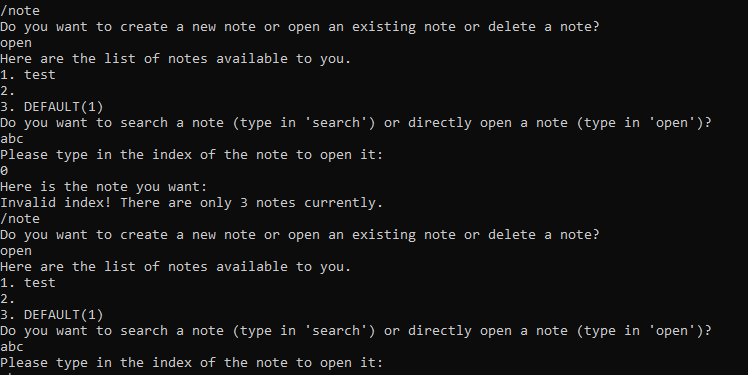 /note
Do you want to create a new note or open an existing note or delete a note?
open
Here are the list of notes available to you.
1. test
2.
3. DEFAULT(1)
Do you want to search a note (type in 'search') or directly open a note (type in 'open')?
abc
Please type in the index of the note to open it:
0
Here is the note you want:
Invalid index! There are only 3 notes currently.
/note
Do you want to create a new note or open an existing note or delete a note?
open
Here are the list of notes available to you.
1. test
2.
3. DEFAULT(1)
Do you want to search a note (type in 'search') or directly open a note (type in 'open')?
abc
Please type in the index of the note to open it: